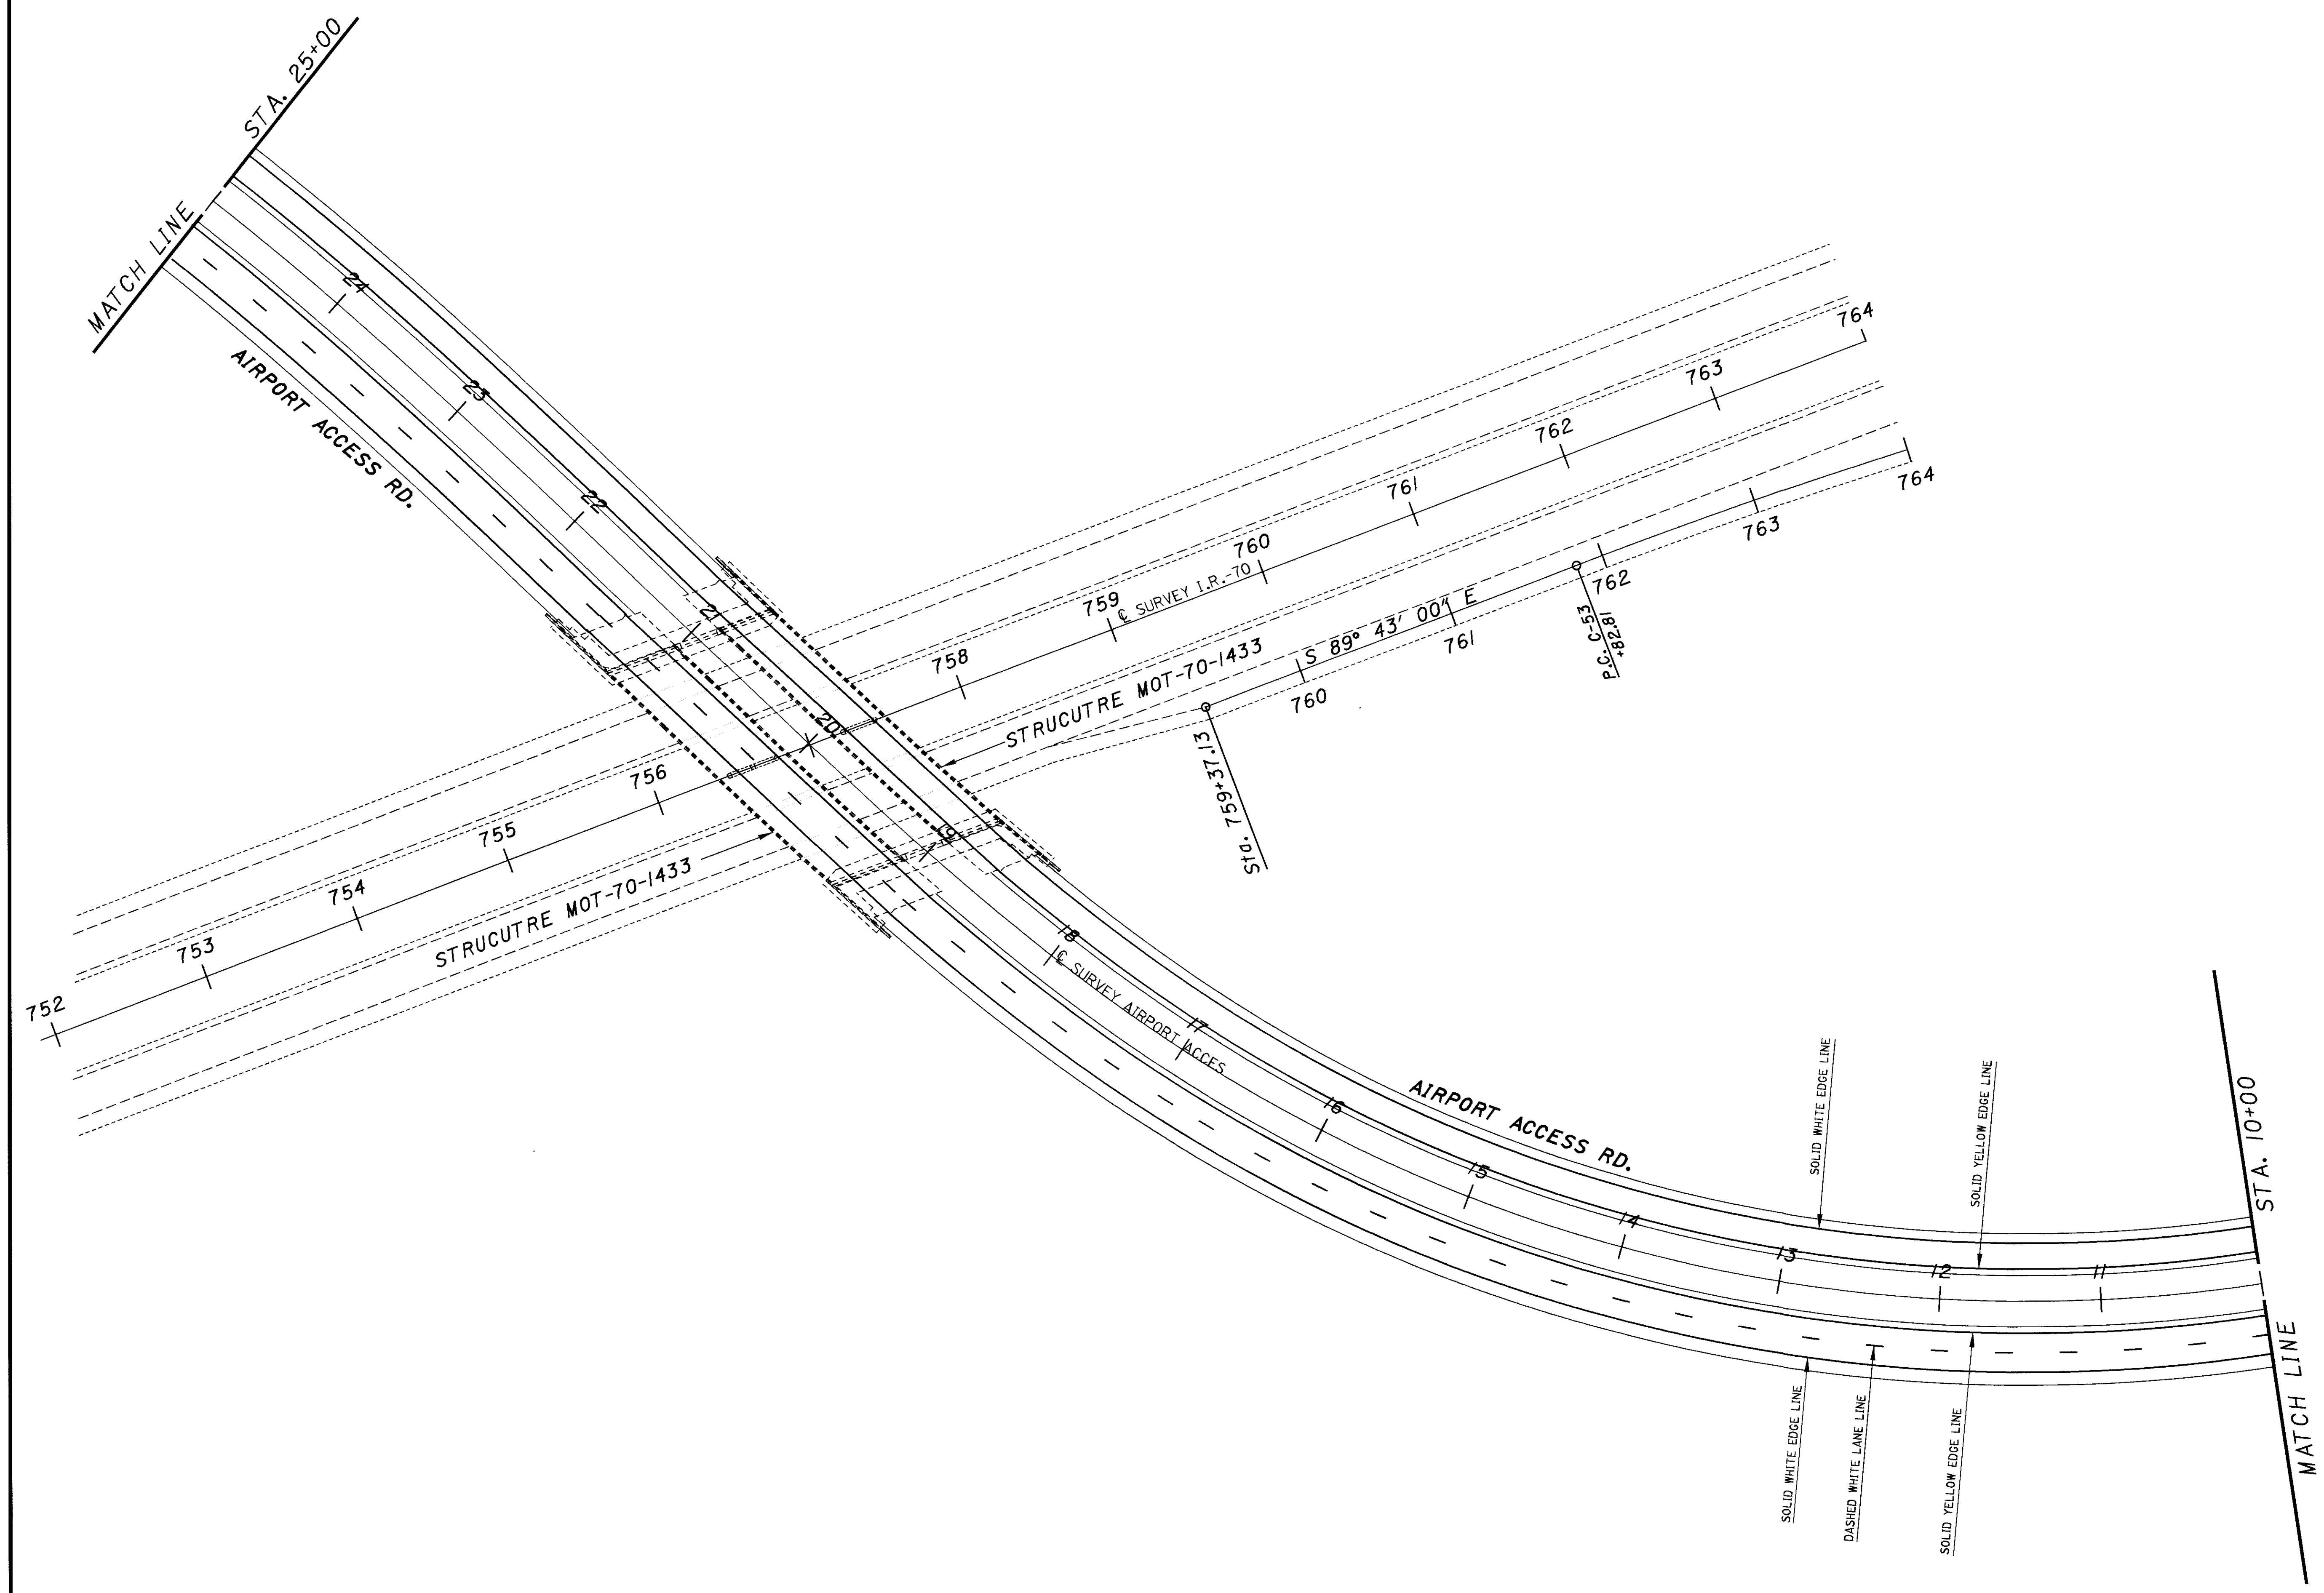 STA. 25+00
MATCH LINE
24
AIRPORT ACCESS RD.
23
22
21
20
19
18
℄ SURVEY AIRPORT ACCES
17
16
15
14
13
12
11
AIRPORT ACCESS RD.
752
753
754
755
756
758
759
760
761
762
763
764
℄ SURVEY I.R.-70
STRUCUTRE MOT-70-1433
STRUCUTRE MOT-70-1433
S 89° 43' 00" E
760
761
762
763
764
Sta. 759+37.13
P.C. C-53
+82.81
SOLID WHITE EDGE LINE
SOLID YELLOW EDGE LINE
STA. 10+00
MATCH LINE
SOLID WHITE EDGE LINE
DASHED WHITE LANE LINE
SOLID YELLOW EDGE LINE